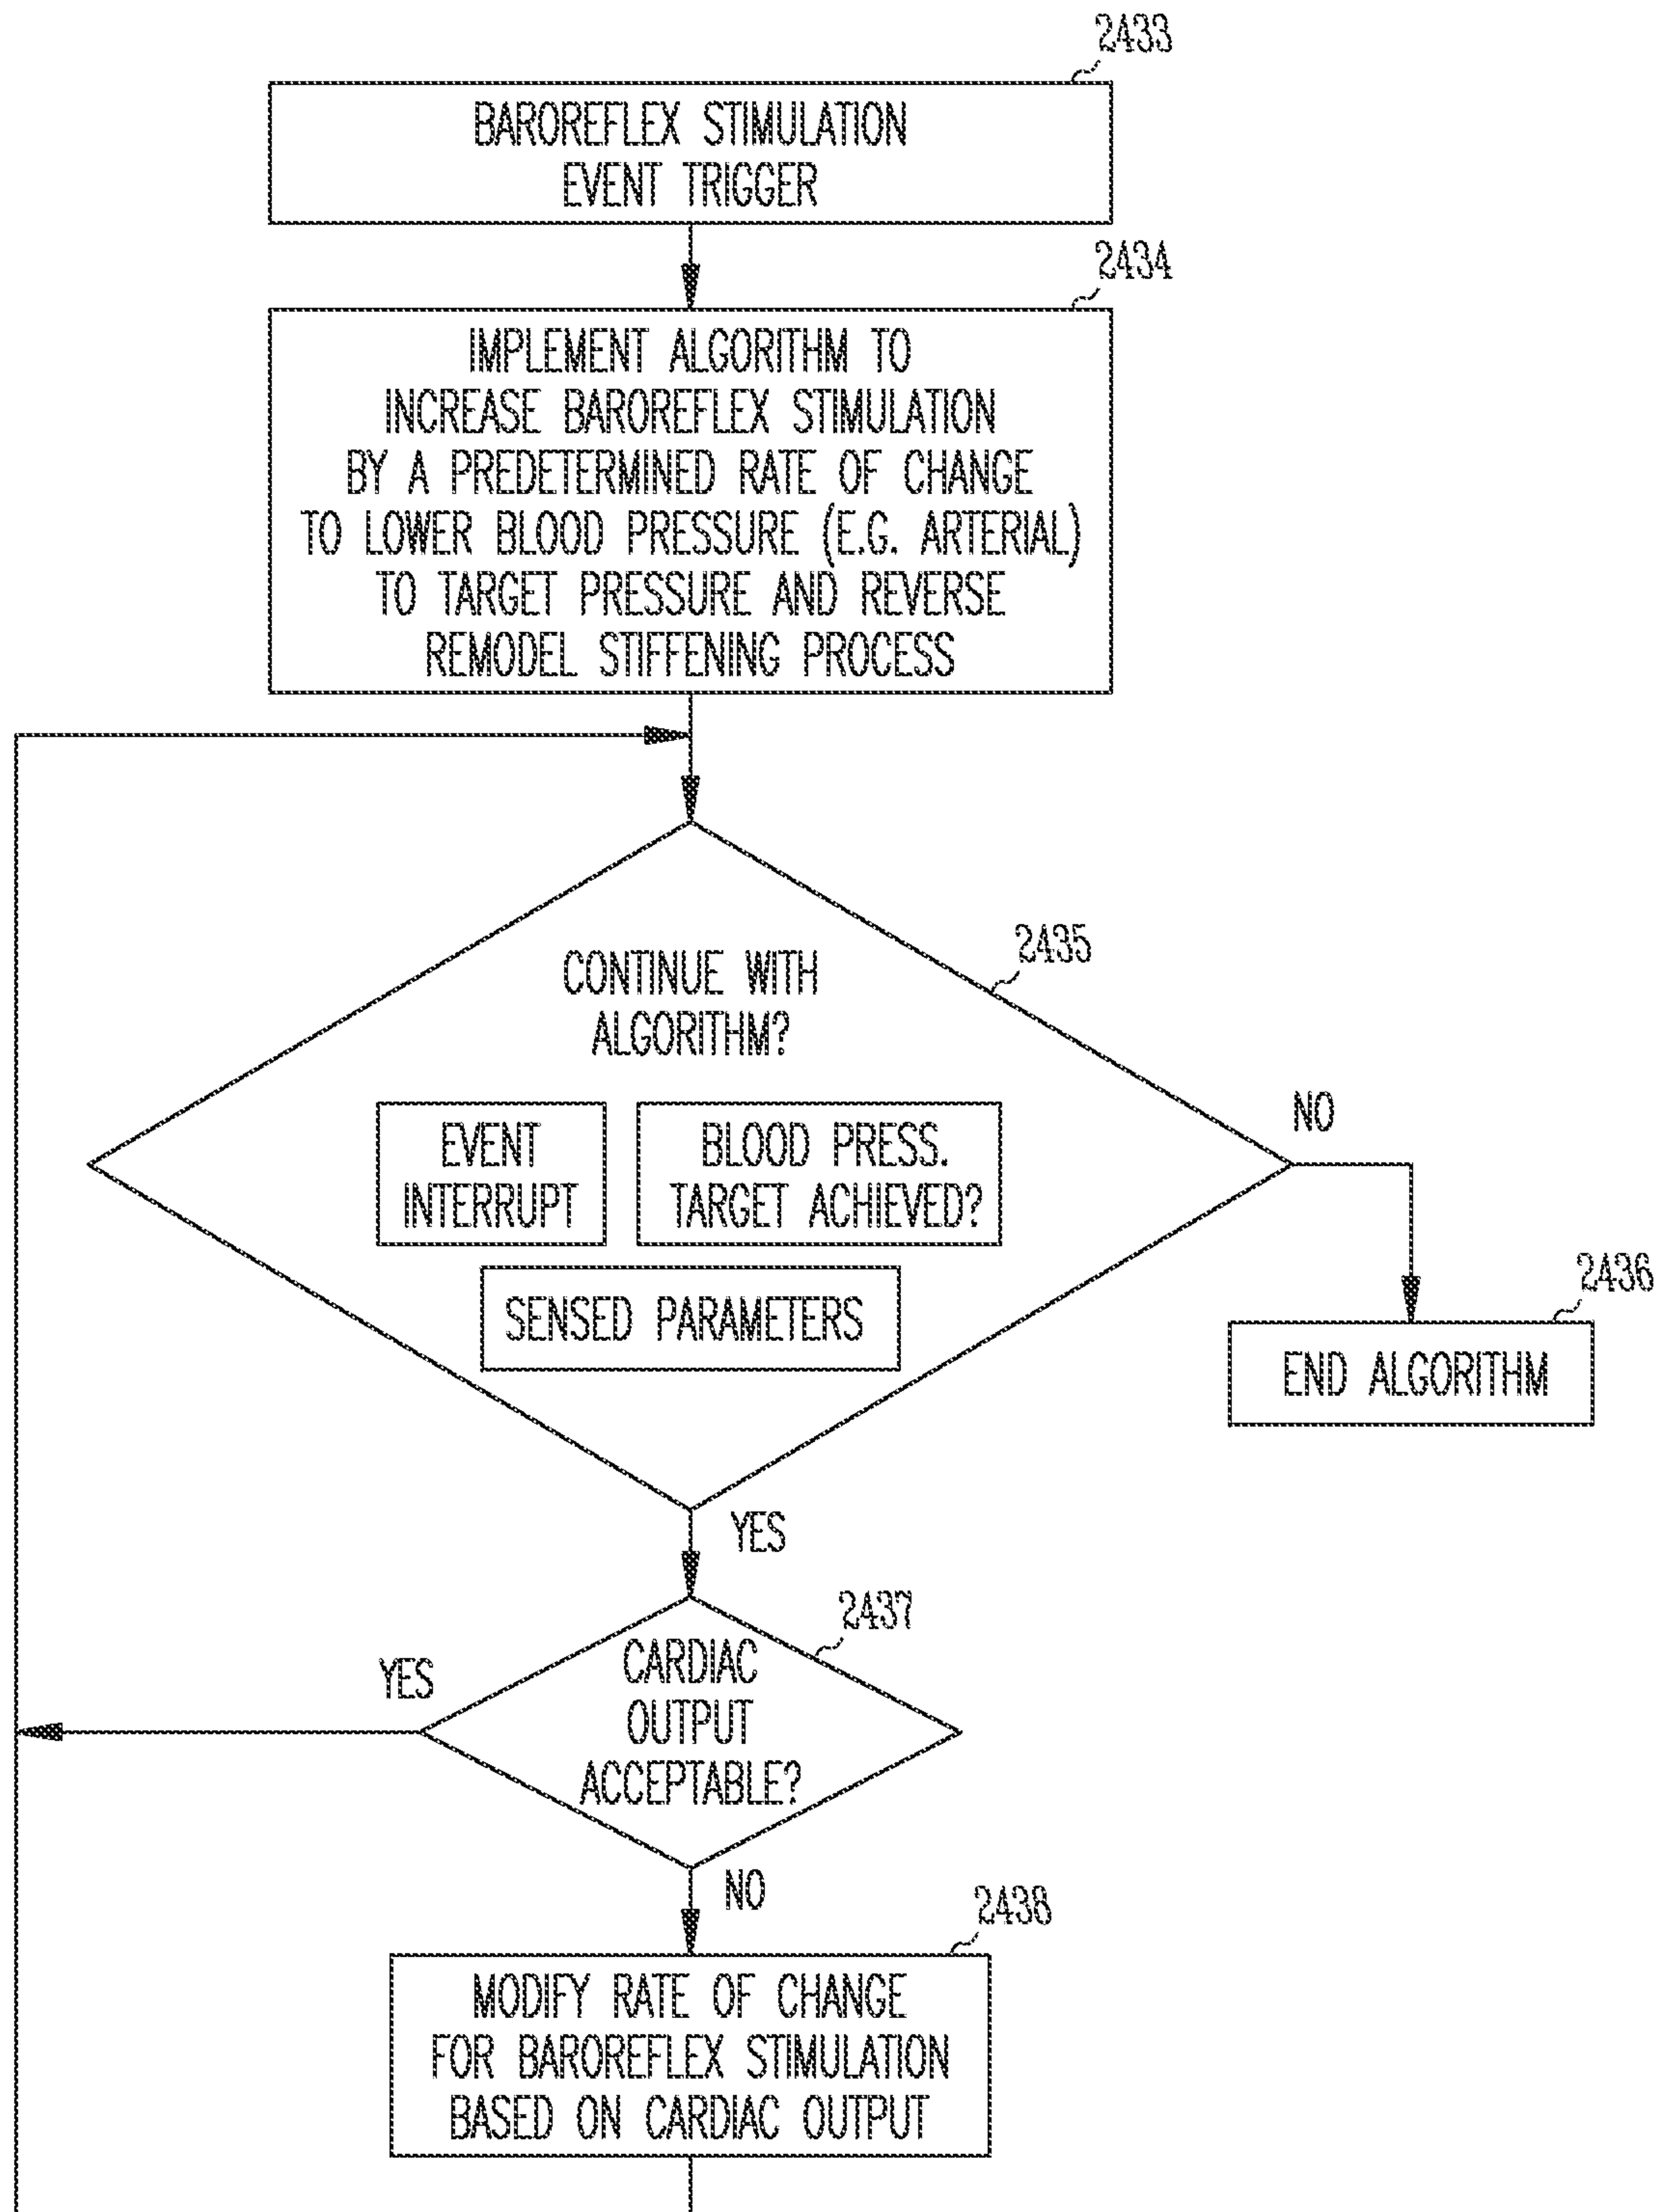 2433
BAROREFLEX STIMULATION
EVENT TRIGGER
2434
IMPLEMENT ALGORITHM TO
INCREASE BAROREFLEX STIMULATION
BY A PREDETERMINED RATE OF CHANGE
TO LOWER BLOOD PRESSURE (E.G. ARTERIAL)
TO TARGET PRESSURE AND REVERSE
REMODEL STIFFENING PROCESS
2435
CONTINUE WITH
ALGORITHM?
EVENT
INTERRUPT
BLOOD PRESS.
TARGET ACHIEVED?
SENSED PARAMETERS
NO
2436
END ALGORITHM
YES
2437
CARDIAC
OUTPUT
ACCEPTABLE?
YES
NO
2438
MODIFY RATE OF CHANGE
FOR BAROREFLEX STIMULATION
BASED ON CARDIAC OUTPUT